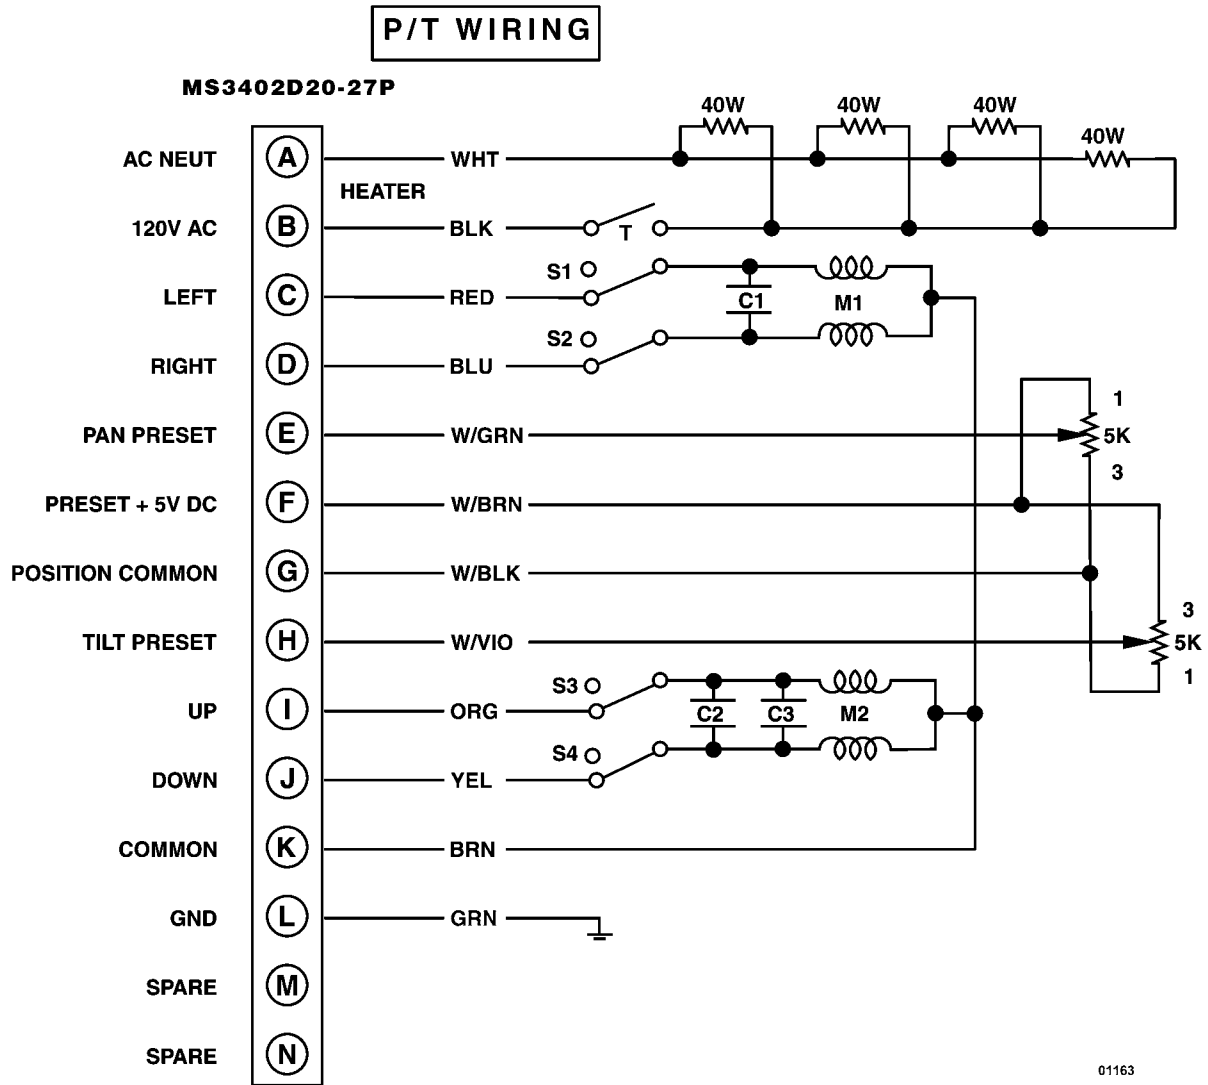 P/T WIRING
MS3402D20-27P
40W 40W 40W
40W
AC NEUT A WHT
HEATER
120V AC B BLK T
S1
LEFT C RED C1 M1
S2
RIGHT D BLU
1
PAN PRESET E W/GRN 5K
3
PRESET + 5V DC F W/BRN
POSITION COMMON G W/BLK
3
TILT PRESET H W/VIO 5K
1
S3
UP I ORG C2 C3 M2
S4
DOWN J YEL
COMMON K BRN
GND L GRN
SPARE M
SPARE N
01163